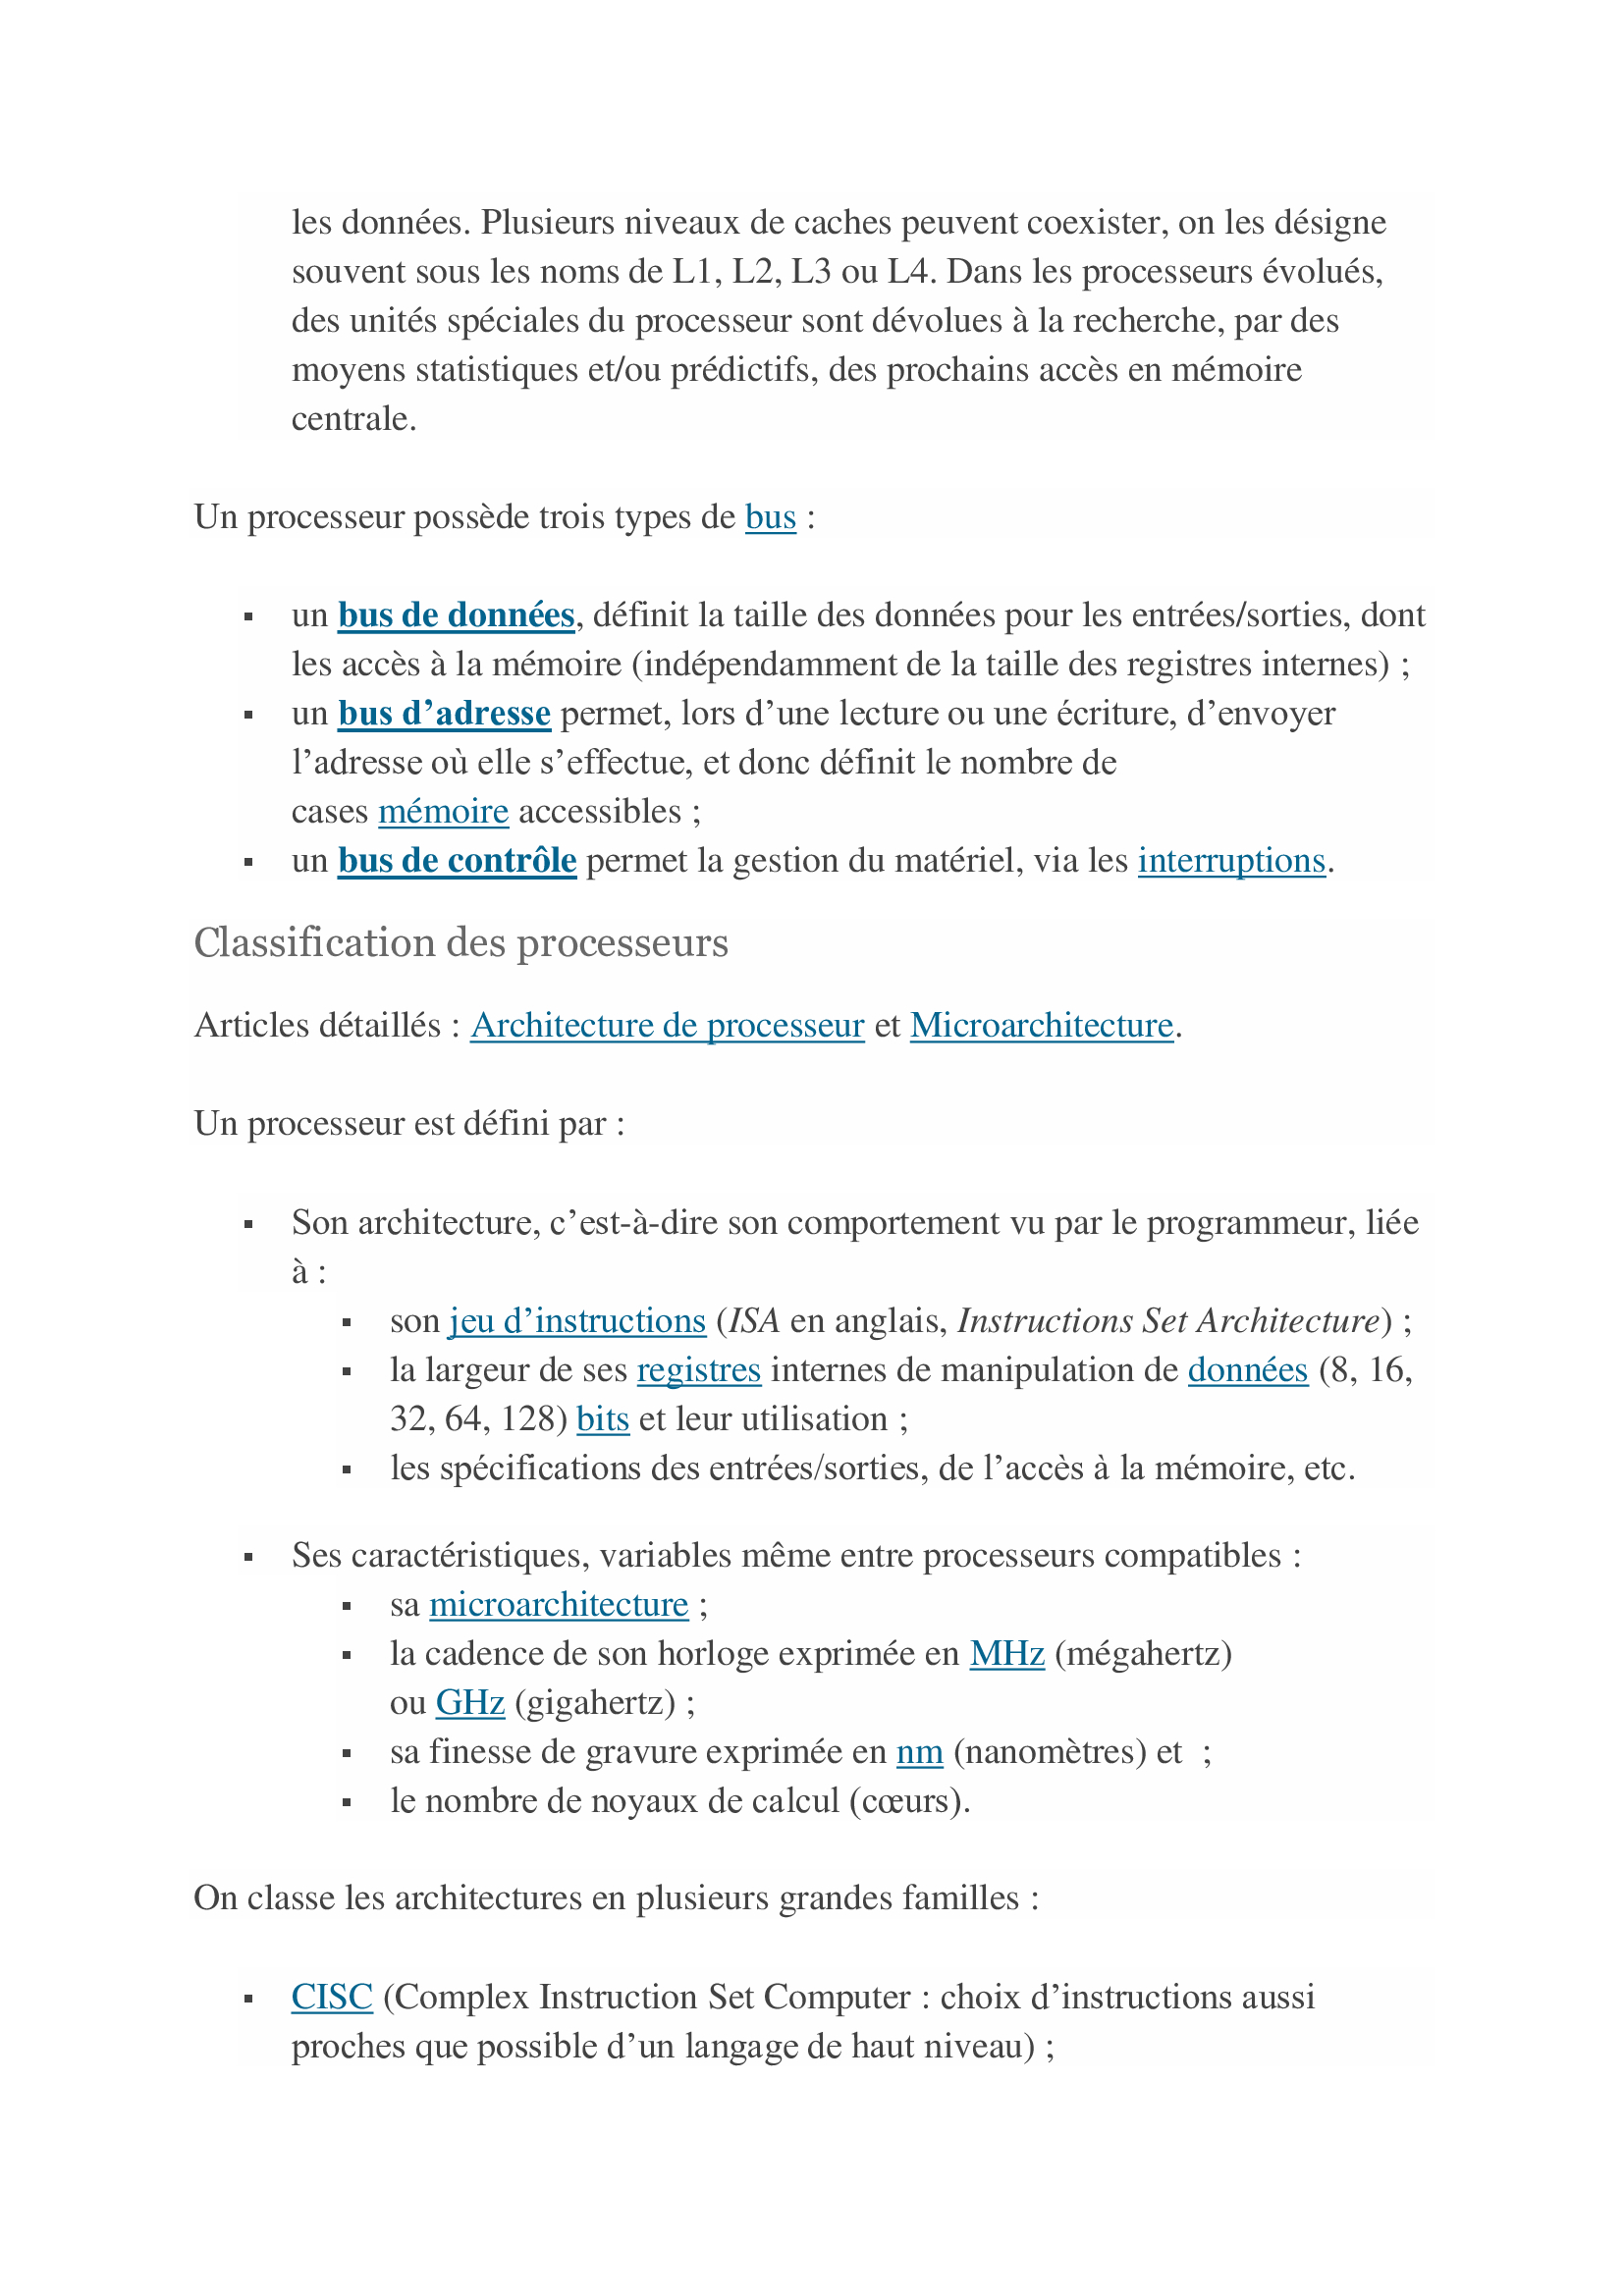 les données. Plusieurs niveaux de caches peuvent coexister, on les désigne
souvent sous les noms de L1, L2, L3 ou L4. Dans les processeurs évolués,
des unités spéciales du processeur sont dévolues à la recherche, par des
moyens statistiques et/ou prédictifs, des prochains accès en mémoire
centrale.
Un processeur possède trois types de bus :
▪ un bus de données, définit la taille des données pour les entrées/sorties, dont
les accès à la mémoire (indépendamment de la taille des registres internes) ;
▪ un bus d’adresse permet, lors d’une lecture ou une écriture, d’envoyer
l’adresse où elle s’effectue, et donc définit le nombre de
cases mémoire accessibles ;
▪ un bus de contrôle permet la gestion du matériel, via les interruptions.
Classification des processeurs
Articles détaillés : Architecture de processeur et Microarchitecture.
Un processeur est défini par :
▪ Son architecture, c’est-à-dire son comportement vu par le programmeur, liée
à :
▪ son jeu d’instructions (ISA en anglais, Instructions Set Architecture) ;
▪ la largeur de ses registres internes de manipulation de données (8, 16,
32, 64, 128) bits et leur utilisation ;
▪ les spécifications des entrées/sorties, de l’accès à la mémoire, etc.
▪ Ses caractéristiques, variables même entre processeurs compatibles :
▪ sa microarchitecture ;
▪ la cadence de son horloge exprimée en MHz (mégahertz)
ou GHz (gigahertz) ;
▪ sa finesse de gravure exprimée en nm (nanomètres) et  ;
▪ le nombre de noyaux de calcul (cœurs).
On classe les architectures en plusieurs grandes familles :
▪ CISC (Complex Instruction Set Computer : choix d’instructions aussi
proches que possible d’un langage de haut niveau) ;